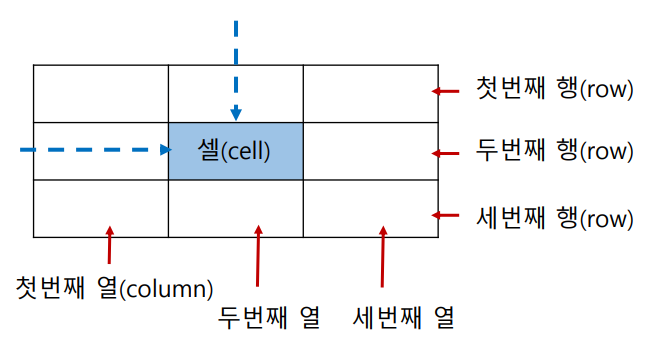 첫번째 행(row)
셀(cell)
두번째 행(row)
세번째 행(row)
첫번째 열(column)
두번째 열
세번째 열